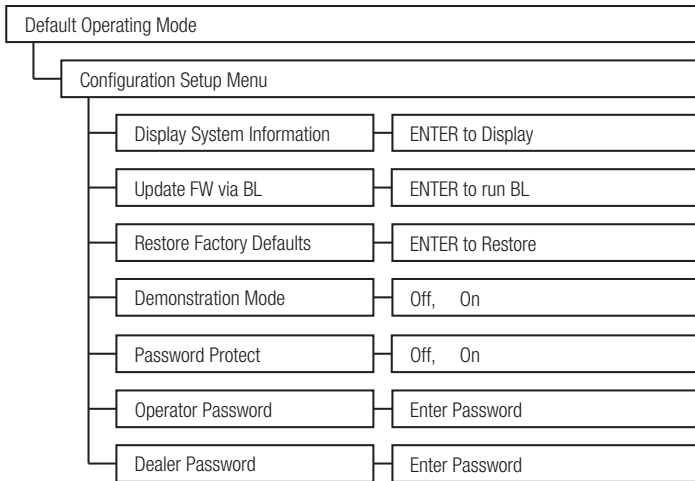 Default Operating Mode
Configuration Setup Menu
Display System Information ENTER to Display
Update FW via BL ENTER to run BL
Restore Factory Defaults ENTER to Restore
Demonstration Mode Off, On
Password Protect Off, On
Operator Password Enter Password
Dealer Password Enter Password